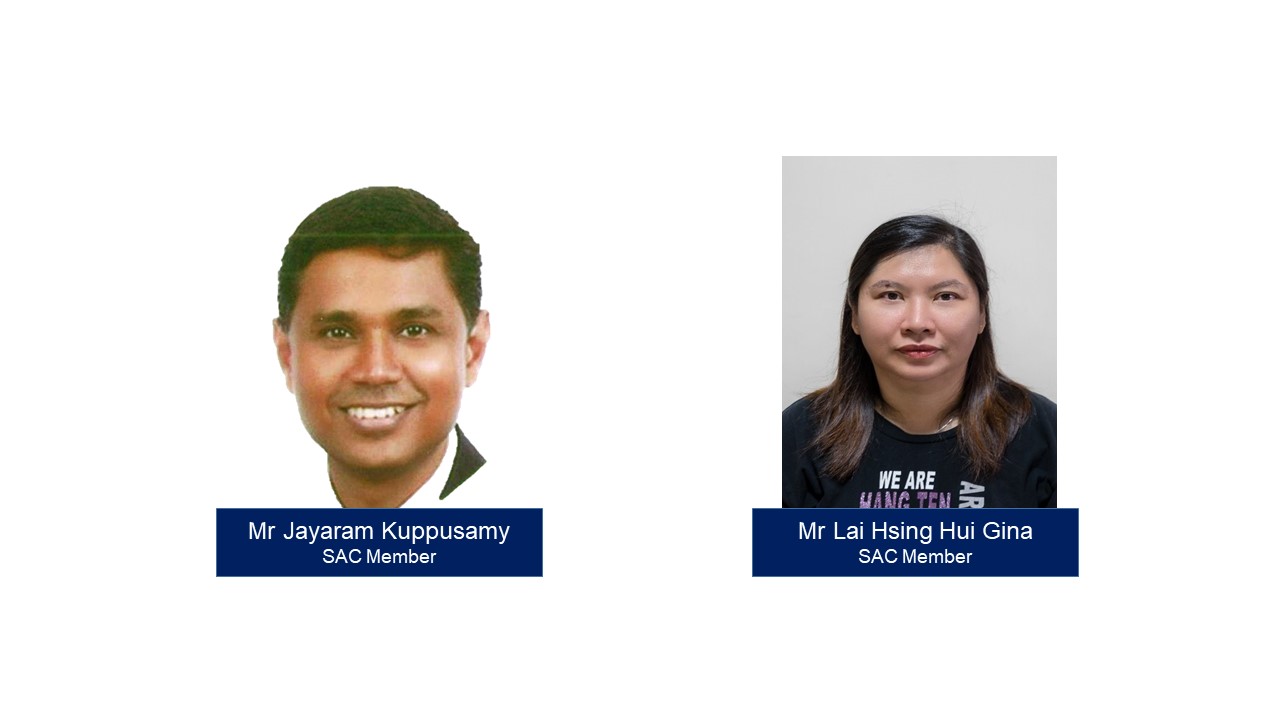 WE ARE
HANG TEN
AR
Mr Jayaram Kuppusamy
SAC Member
Mr Lai Hsing Hui Gina
SAC Member